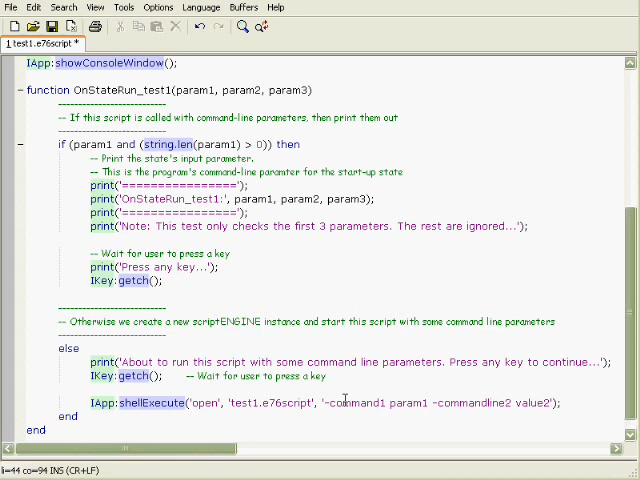 File Edit Search View Tools Options Language Buffers Help
1 test1.e76script *
IApp:showConsoleWindow();
function OnStateRun_test1(param1, param2, param3)
--------------------------
-- If this script is called with command-line parameters, then print them out
--------------------------
if (param1 and (string.len(param1) > 0)) then
-- Print the state's input parameter.
-- This is the program's command-line paramter for the start-up state
print('================');
print('OnStateRun_test1:', param1, param2, param3);
print('================');
print('Note: This test only checks the first 3 parameters. The rest are ignored...');
-- Wait for user to press a key
print('Press any key...');
IKey:getch();
--------------------------
-- Otherwise we create a new scriptENGINE instance and start this script with some command line parameters
--------------------------
else
print('About to run this script with some command line parameters. Press any key to continue...');
IKey:getch(); -- Wait for user to press a key
IApp:shellExecute('open', 'test1.e76script', '-command1 param1 -commandline2 value2');
end
end
li=44 co=94 INS (CR+LF)